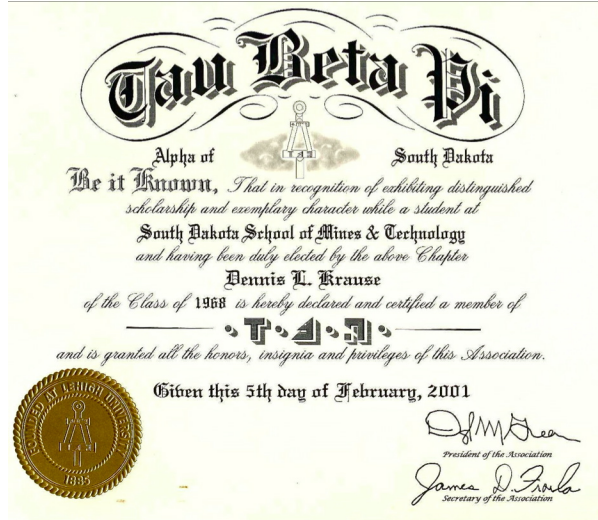 Tau Beta Pi
Alpha of South Dakota
Be it Known, That in recognition of exhibiting distinguished
scholarship and exemplary character while a student at
South Dakota School of Mines & Technology
and having been duly elected by the above Chapter
Dennis L. Krause
of the Class of 1968 is hereby declared and certified a member of
and is granted all the honors, insignia and privileges of this Association.
Given this 5th day of February, 2001
FOUNDED AT LEHIGH UNIVERSITY
1885
President of the Association
James D. Froula
Secretary of the Association